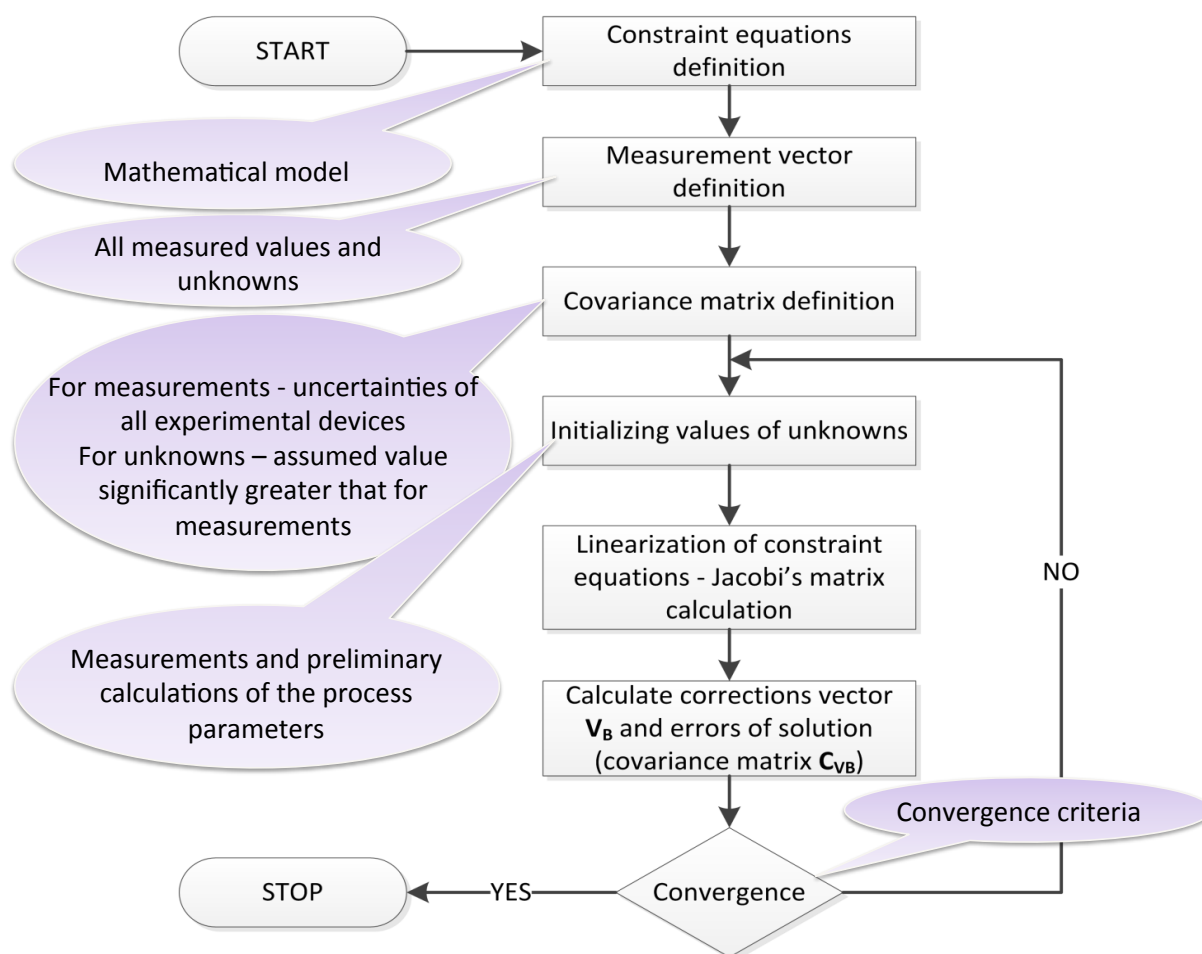 START
Constraint equations
definition
Mathematical model
Measurement vector
definition
All measured values and
unknowns
Covariance matrix definition
For measurements - uncertainties of
all experimental devices
For unknowns – assumed value
significantly greater that for
measurements
Initializing values of unknowns
Linearization of constraint
equations - Jacobi's matrix
calculation
NO
Measurements and preliminary
calculations of the process
parameters
Calculate corrections vector
VB and errors of solution
(covariance matrix CVB)
Convergence criteria
Convergence
YES
STOP